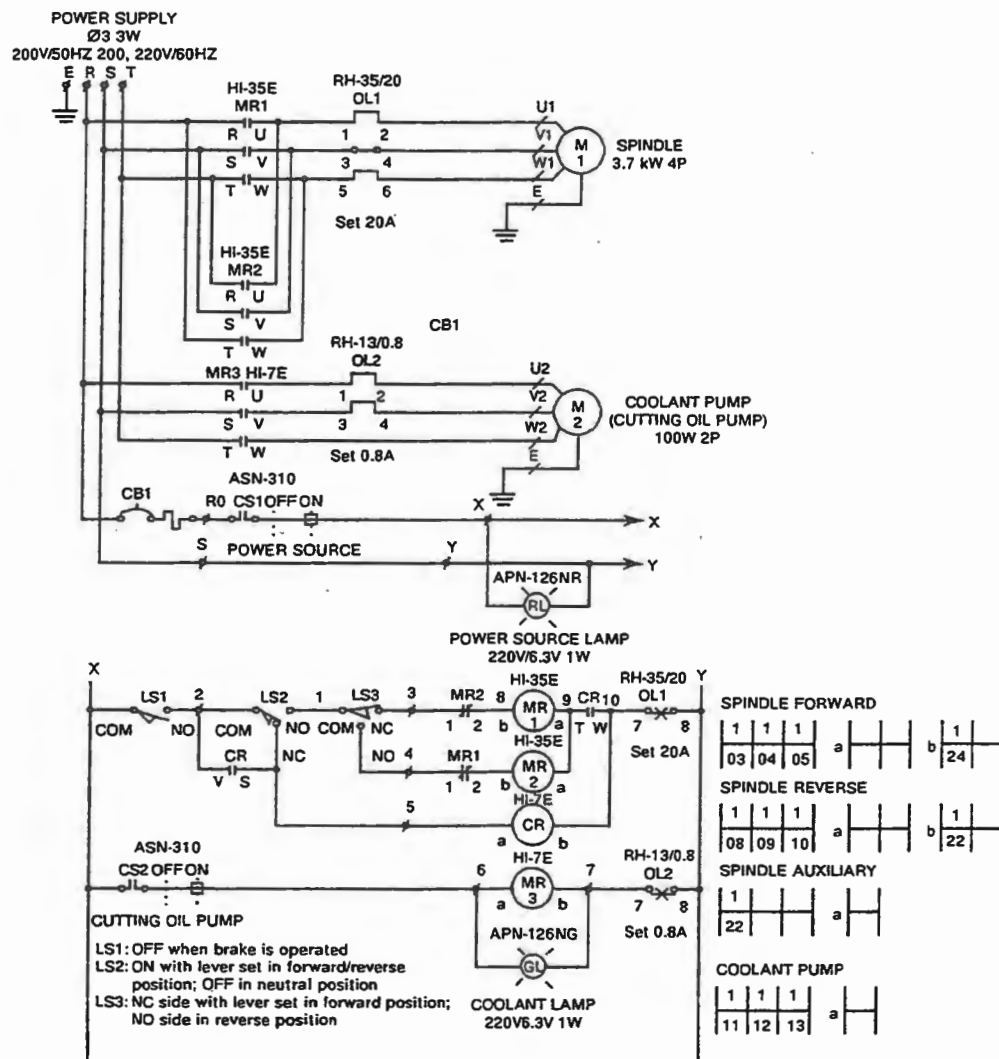 POWER SUPPLY
Ø3 3W
200V/50HZ 200, 220V/60HZ
E R S T
HI-35E
MR1
RH-35/20
OL1
R U
1 2
U1
S V
3 4
V1
T W
5 6
W1
E
M
1
SPINDLE
3.7 kW 4P
Set 20A
HI-35E
MR2
R U
S V
T W
CB1
RH-13/0.8
OL2
MR3 HI-7E
R U
1 2
U2
S V
3 4
V2
T W
Set 0.8A
W2
E
M
2
COOLANT PUMP
(CUTTING OIL PUMP)
100W 2P
ASN-310
CB1
R0 CS1 OFF ON
X
X
S
POWER SOURCE
Y
Y
APN-126NR
RL
POWER SOURCE LAMP
220V/6.3V 1W
X
Y
HI-35E
RH-35/20
LS1 2 LS2 1 LS3 3 MR2 8 MR 1 9 CR 10 OL1
COM NO COM NO COM NC 1 2 b a T W 7 8
Set 20A
HI-35E
CR
V S
NC
NO 4 MR1 MR 2
1 2 b a
HI-7E
5 CR
a b
ASN-310
CS2 OFF ON
HI-7E
6 MR 3 7
a b
RH-13/0.8
OL2
7 8
Set 0.8A
CUTTING OIL PUMP
APN-126NG
GL
COOLANT LAMP
220V6.3V 1W
LS1: OFF when brake is operated
LS2: ON with lever set in forward/reverse
position; OFF in neutral position
LS3: NC side with lever set in forward position;
NO side in reverse position
SPINDLE FORWARD
1 1 1 a b 1
03 04 05 24
SPINDLE REVERSE
1 1 1 a b 1
08 09 10 22
SPINDLE AUXILIARY
1 a
22
COOLANT PUMP
1 1 1 a
11 12 13